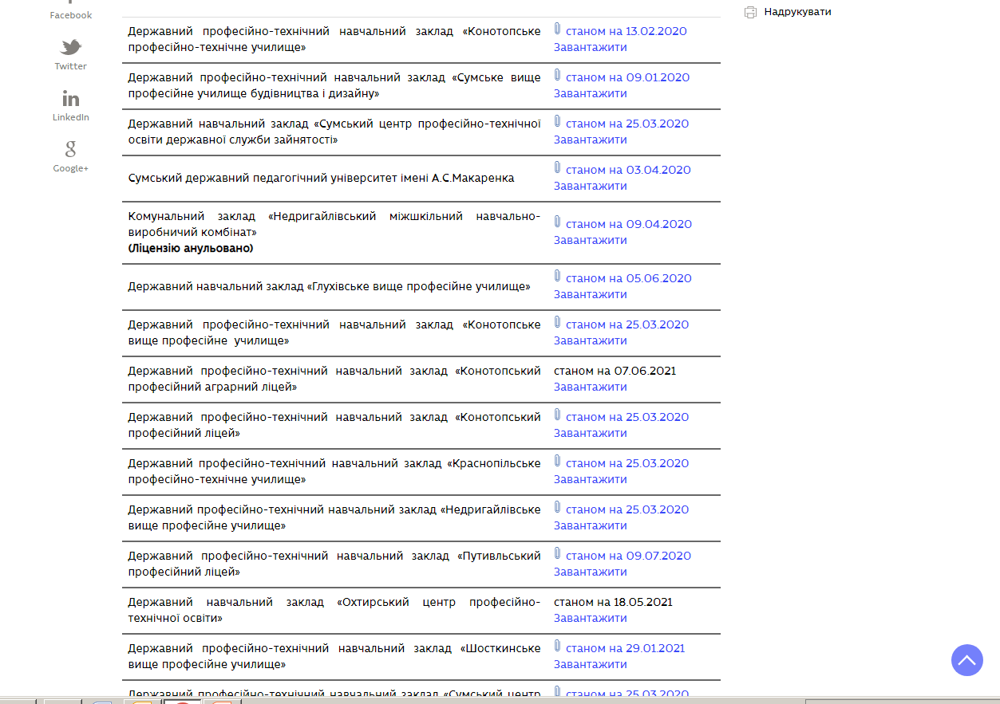 Facebook
Twitter
LinkedIn
Google+
Надрукувати
Державний професійно-технічний навчальний заклад «Конотопське
професійно-технічне училище»
станом на 13.02.2020
Завантажити
Державний професійно-технічний навчальний заклад «Сумське вище
професійне училище будівництва і дизайну»
станом на 09.01.2020
Завантажити
Державний навчальний заклад «Сумський центр професійно-технічної
освіти державної служби зайнятості»
станом на 25.03.2020
Завантажити
Сумський державний педагогічний університет імені А.С.Макаренка
станом на 03.04.2020
Завантажити
Комунальний заклад «Недригайлівський міжшкільний навчально-
виробничий комбінат»
(Ліцензію анульовано)
станом на 09.04.2020
Завантажити
Державний навчальний заклад «Глухівське вище професійне училище»
станом на 05.06.2020
Завантажити
Державний професійно-технічний навчальний заклад «Конотопське
вище професійне училище»
станом на 25.03.2020
Завантажити
Державний професійно-технічний навчальний заклад «Конотопський
професійний аграрний ліцей»
станом на 07.06.2021
Завантажити
Державний професійно-технічний навчальний заклад «Конотопський
професійний ліцей»
станом на 25.03.2020
Завантажити
Державний професійно-технічний навчальний заклад «Краснопільське
професійно-технічне училище»
станом на 25.03.2020
Завантажити
Державний професійно-технічний навчальний заклад «Недригайлівське
вище професійне училище»
станом на 25.03.2020
Завантажити
Державний професійно-технічний навчальний заклад «Путивльський
професійний ліцей»
станом на 09.07.2020
Завантажити
Державний навчальний заклад «Охтирський центр професійно-
технічної освіти»
станом на 18.05.2021
Завантажити
Державний професійно-технічний навчальний заклад «Шосткинське
вище професійне училище»
станом на 29.01.2021
Завантажити
Державний професійно-технічний навчальний заклад «Сумський центр
станом на 25.03.2020